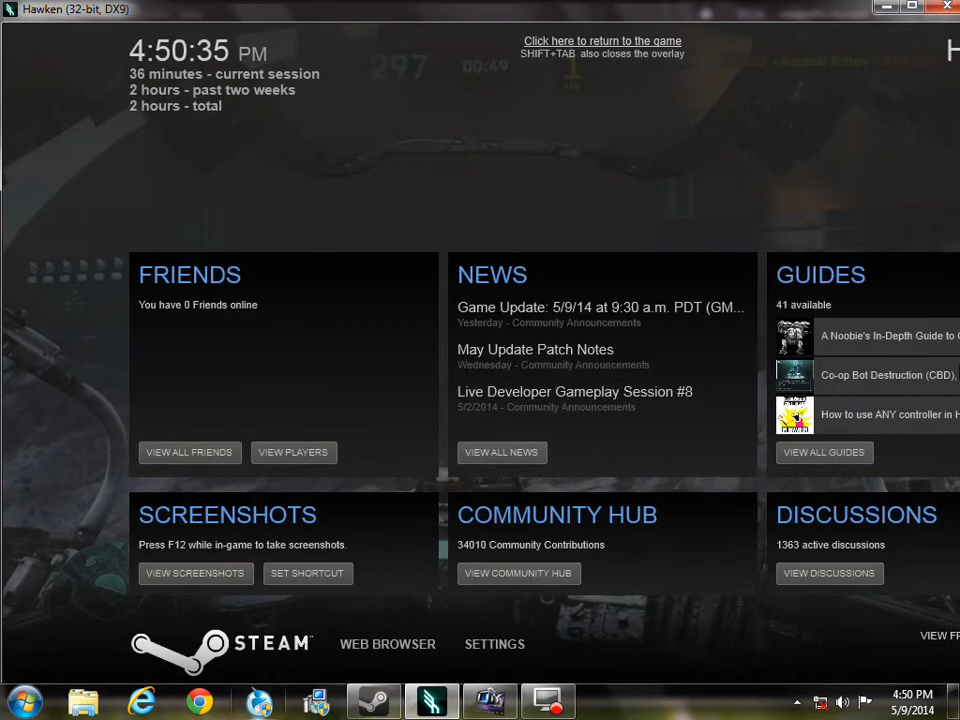 Hawken (32-bit, DX9)
4:50:35 PM
36 minutes - current session
2 hours - past two weeks
2 hours - total
Click here to return to the game
SHIFT+TAB also closes the overlay
H
297
00:49
FRIENDS
You have 0 Friends online
VIEW ALL FRIENDS
VIEW PLAYERS
NEWS
Game Update: 5/9/14 at 9:30 a.m. PDT (GM...
Yesterday - Community Announcements
May Update Patch Notes
Wednesday - Community Announcements
Live Developer Gameplay Session #8
5/2/2014 - Community Announcements
VIEW ALL NEWS
GUIDES
41 available
A Noobie's In-Depth Guide to
Co-op Bot Destruction (CBD),
How to use ANY controller in H
VIEW ALL GUIDES
SCREENSHOTS
Press F12 while in-game to take screenshots.
VIEW SCREENSHOTS
SET SHORTCUT
COMMUNITY HUB
34010 Community Contributions
VIEW COMMUNITY HUB
DISCUSSIONS
1363 active discussions
VIEW DISCUSSIONS
STEAM
WEB BROWSER
SETTINGS
VIEW FR
4:50 PM
5/9/2014